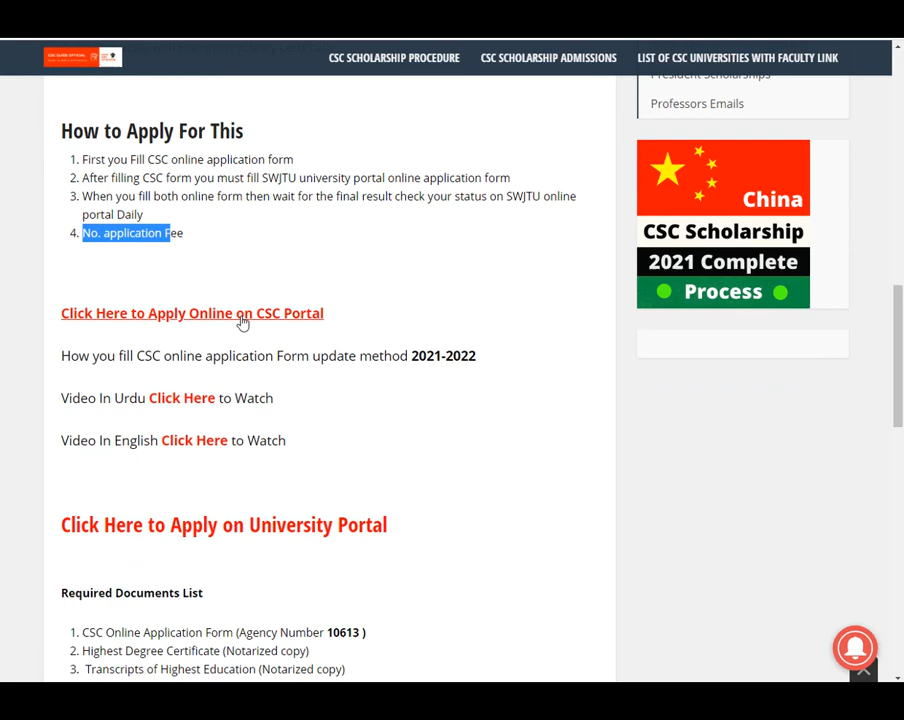 CSC SCHOLARSHIP PROCEDURE
CSC SCHOLARSHIP ADMISSIONS
LIST OF CSC UNIVERSITIES WITH FACULTY LINK
President Scholarships
Professors Emails
How to Apply For This
1. First you Fill CSC online application form
2. After filling CSC form you must fill SWJTU university portal online application form
3. When you fill both online form then wait for the final result check your status on SWJTU online
portal Daily
4. No. application Fee
Click Here to Apply Online on CSC Portal
How you fill CSC online application Form update method 2021-2022
Video In Urdu Click Here to Watch
Video In English Click Here to Watch
Click Here to Apply on University Portal
Required Documents List
1. CSC Online Application Form (Agency Number 10613 )
2. Highest Degree Certificate (Notarized copy)
3. Transcripts of Highest Education (Notarized copy)
China
CSC Scholarship
2021 Complete
Process